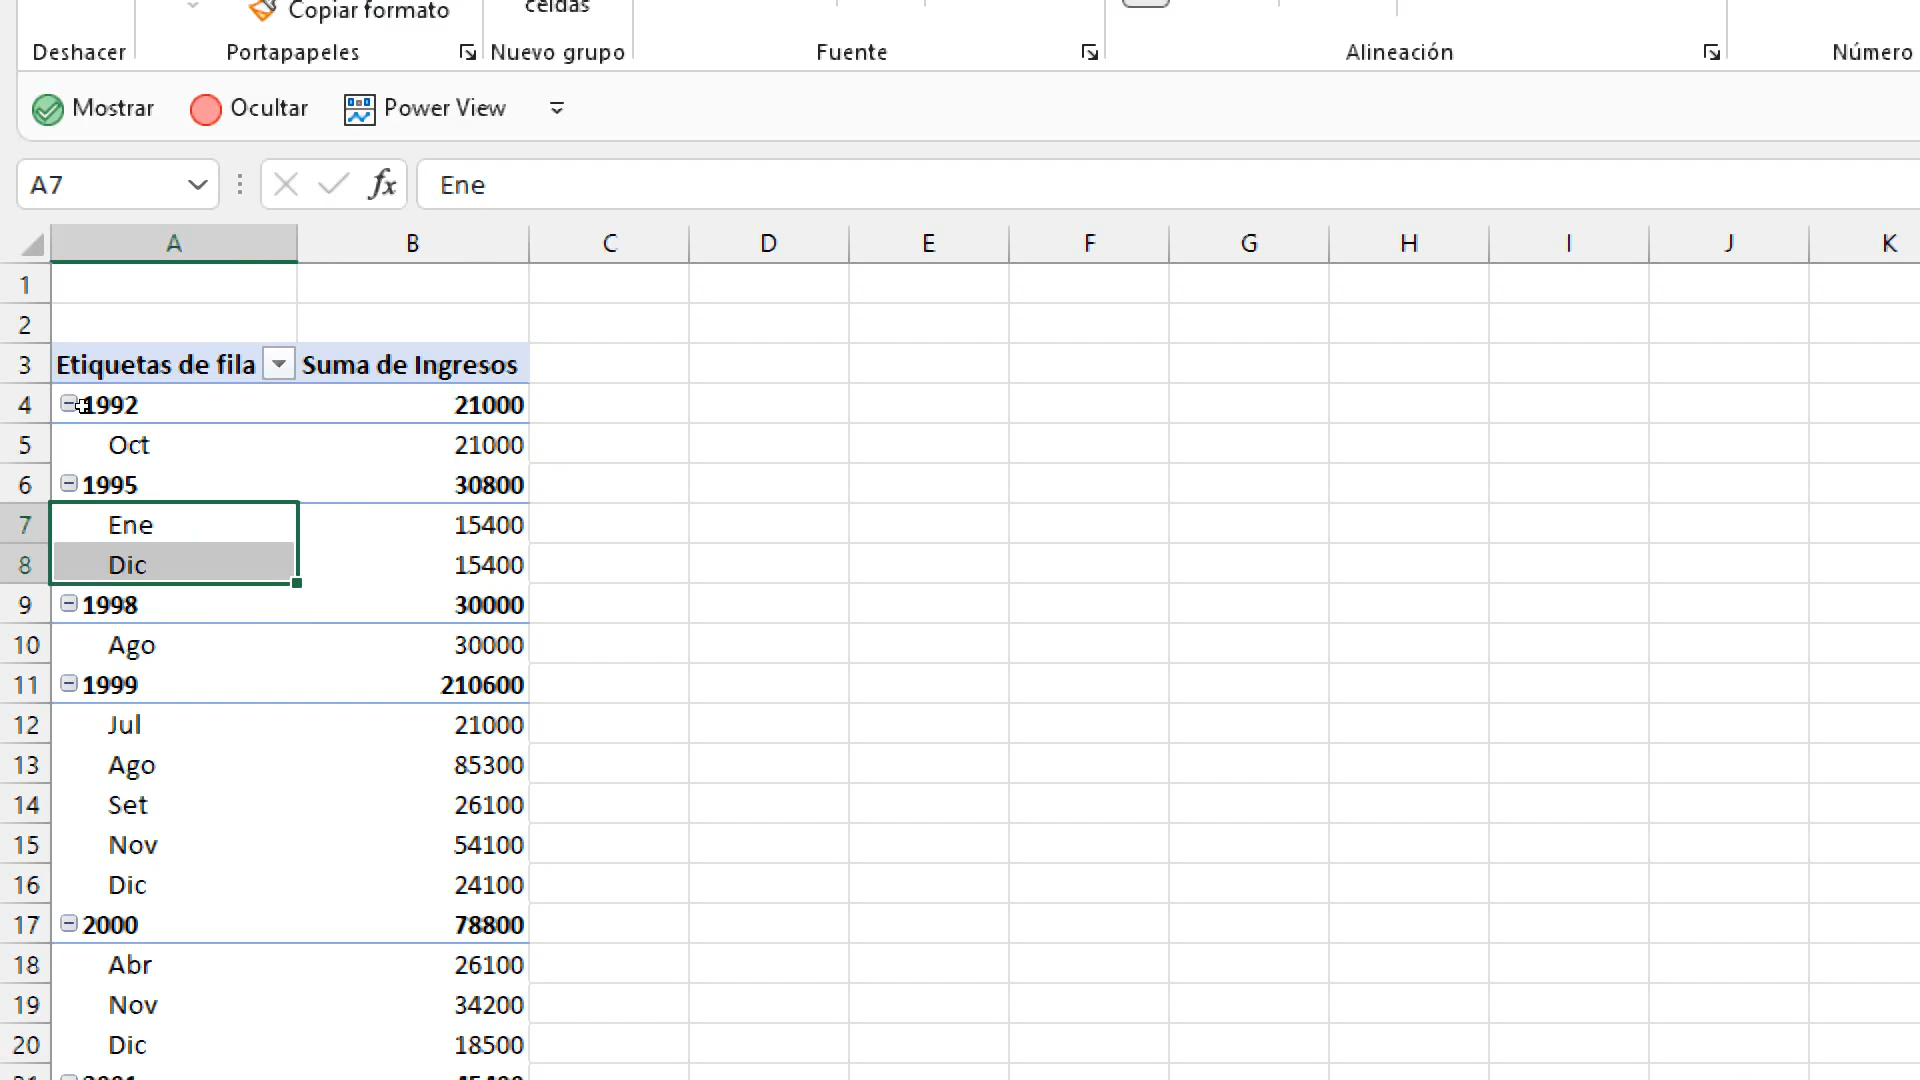 Copiar formato
celdas
Deshacer Portapapeles Nuevo grupo Fuente Alineación Número
Mostrar Ocultar Power View
A7 fx Ene
A B C D E F G H I J K
1
2
3 Etiquetas de fila Suma de Ingresos
4 1992 21000
5 Oct 21000
6 1995 30800
7 Ene 15400
8 Dic 15400
9 1998 30000
10 Ago 30000
11 1999 210600
12 Jul 21000
13 Ago 85300
14 Set 26100
15 Nov 54100
16 Dic 24100
17 2000 78800
18 Abr 26100
19 Nov 34200
20 Dic 18500